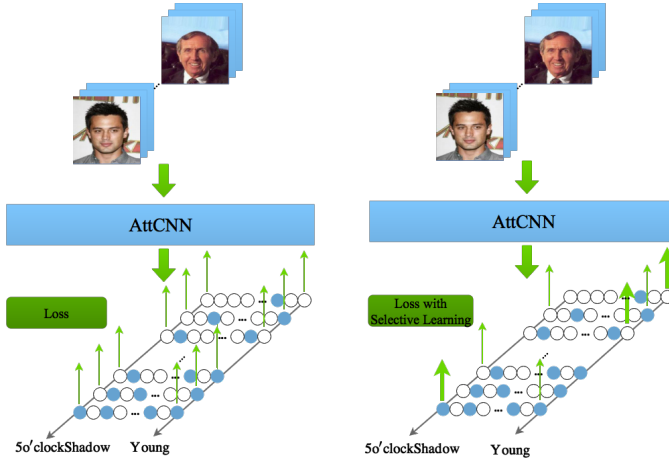 AttCNN
AttCNN
Loss
Loss with
Selective Learning
5o'clockShadow
Young
5o'clockShadow
Young